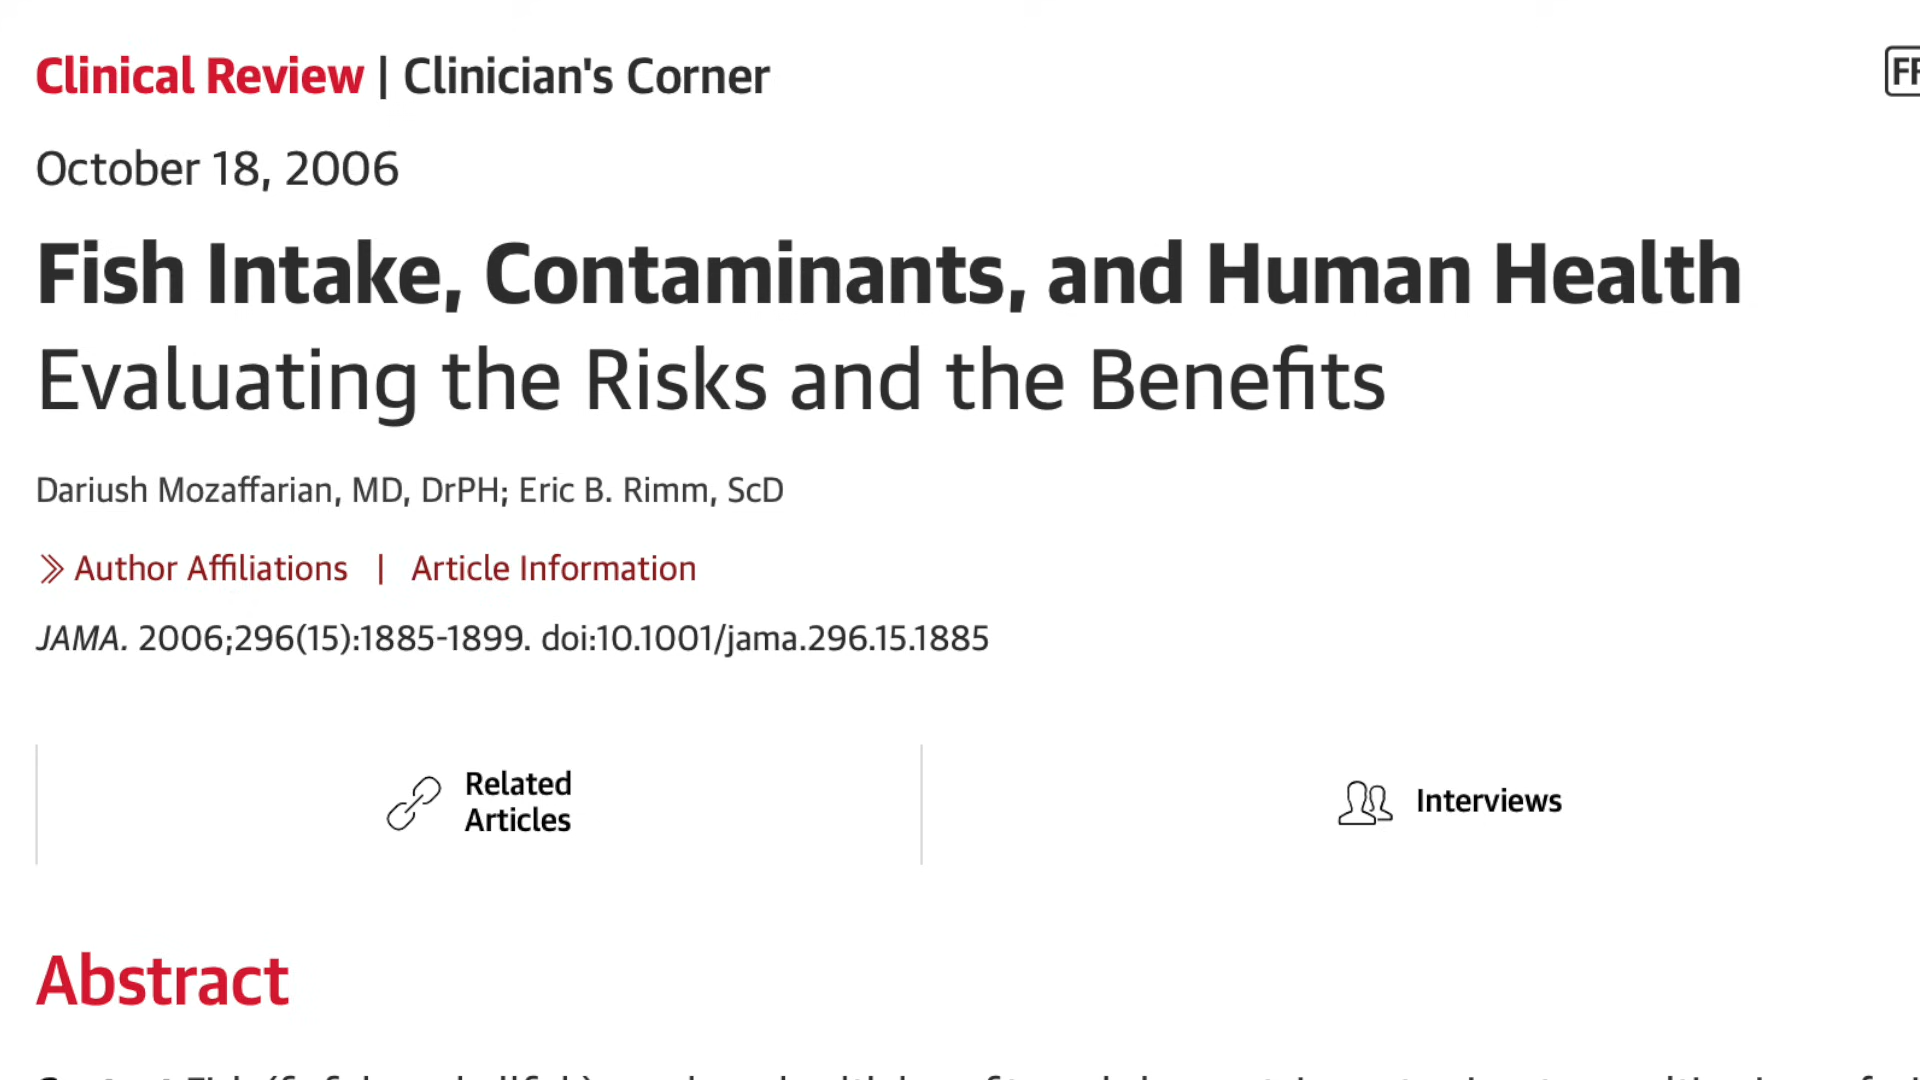 Clinical Review | Clinician's Corner
October 18, 2006
Fish Intake, Contaminants, and Human Health
Evaluating the Risks and the Benefits
Dariush Mozaffarian, MD, DrPH; Eric B. Rimm, ScD
Author Affiliations | Article Information
JAMA. 2006;296(15):1885-1899. doi:10.1001/jama.296.15.1885
Related
Articles
Interviews
Abstract